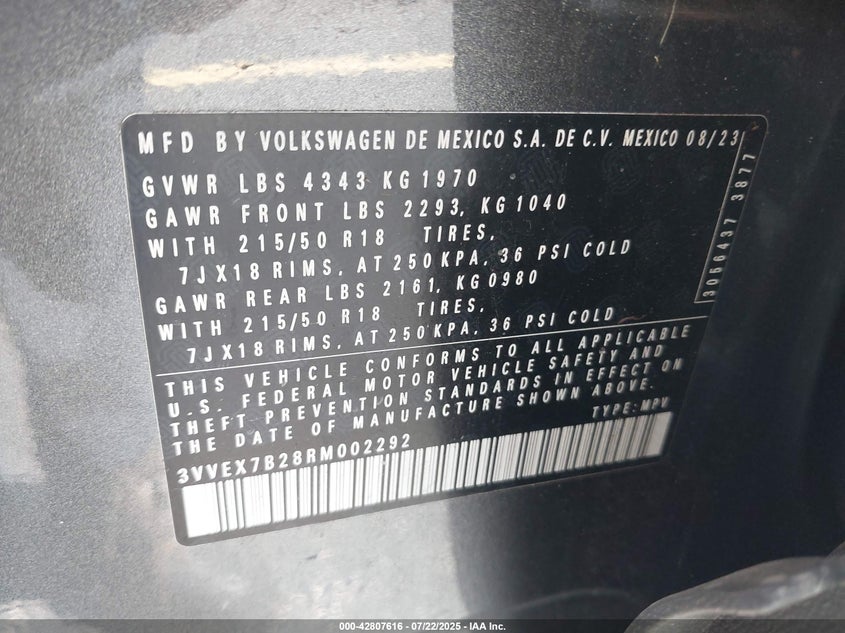 MFD BY VOLKSWAGEN DE MEXICO S.A. DE C.V. MEXICO 08/23
GVWR LBS 4343 KG 1970
GAWR FRONT LBS 2293, KG 1040
WITH 215/50 R18 TIRES,
7JX18 RIMS, AT 250 KPA, 36 PSI COLD
GAWR REAR LBS 2161, KG 0980
WITH 215/50 R18 TIRES,
7JX18 RIMS, AT 250 KPA, 36 PSI COLD
THIS VEHICLE CONFORMS TO ALL APPLICABLE
U.S. FEDERAL MOTOR VEHICLE SAFETY AND
THEFT PREVENTION STANDARDS IN EFFECT ON
THE DATE OF MANUFACTURE SHOWN ABOVE.
TYPE: MPV
3VVEX7B28RM002292
3056437 3877
000-42807616 - 07/22/2025 - IAA Inc.